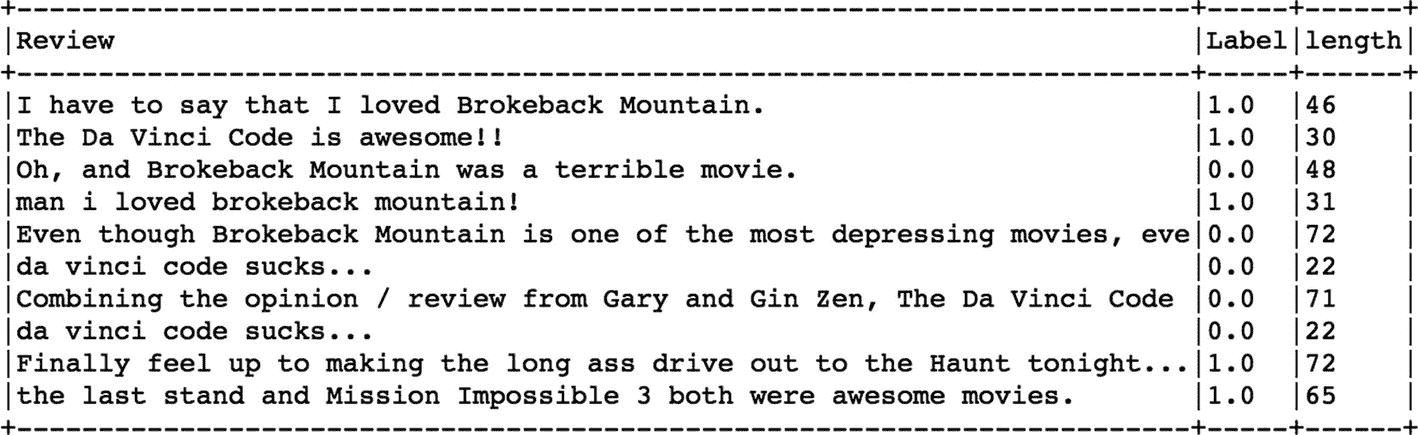 +-----------------------------------------------------------------------+-----+------+
|Review                                                                  |Label|length|
+------------------------------------------------------------------------+-----+------+
|I have to say that I loved Brokeback Mountain.                          |1.0  |46    |
|The Da Vinci Code is awesome!!                                          |1.0  |30    |
|Oh, and Brokeback Mountain was a terrible movie.                        |0.0  |48    |
|man i loved brokeback mountain!                                         |1.0  |31    |
|Even though Brokeback Mountain is one of the most depressing movies, eve|0.0  |72    |
|da vinci code sucks...                                                  |0.0  |22    |
|Combining the opinion / review from Gary and Gin Zen, The Da Vinci Code |0.0  |71    |
|da vinci code sucks...                                                  |0.0  |22    |
|Finally feel up to making the long ass drive out to the Haunt tonight...|1.0  |72    |
|the last stand and Mission Impossible 3 both were awesome movies.       |1.0  |65    |
+------------------------------------------------------------------------+-----+------+